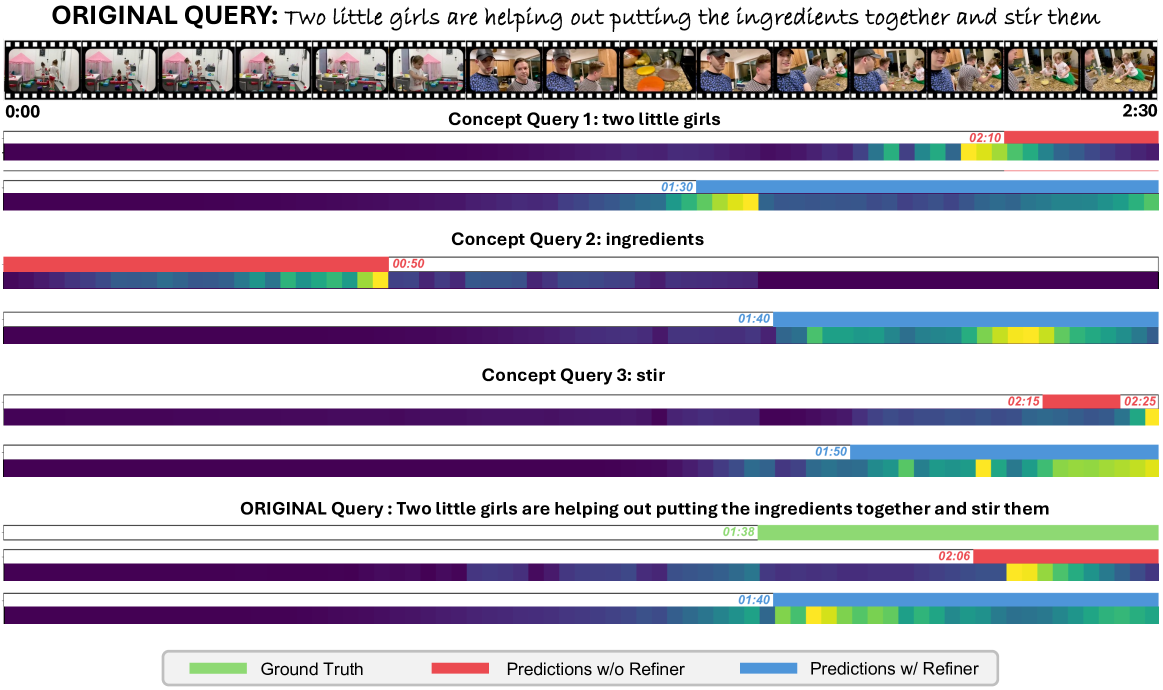 ORIGINAL QUERY: Two little girls are helping out putting the ingredients together and stir them
0:00
2:30
Concept Query 1: two little girls
02:10
01:30
Concept Query 2: ingredients
00:50
01:40
Concept Query 3: stir
02:15 02:25
01:50
ORIGINAL Query : Two little girls are helping out putting the ingredients together and stir them
01:38
02:06
01:40
Ground Truth Predictions w/o Refiner Predictions w/ Refiner